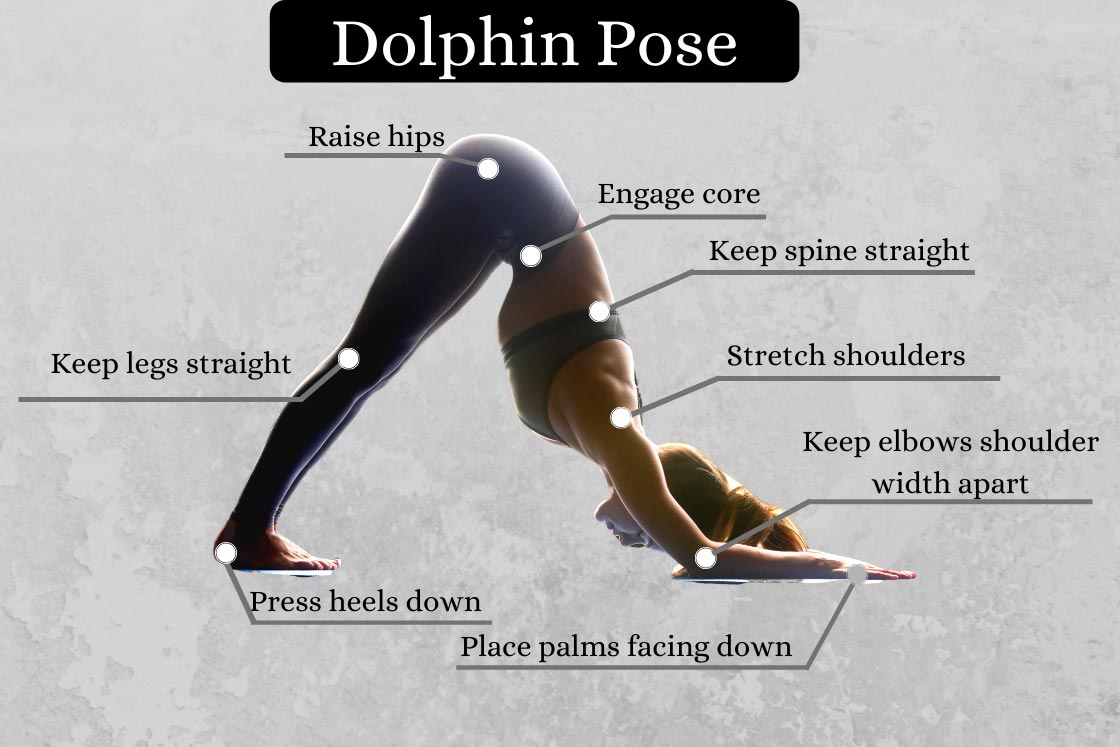 Dolphin Pose
Raise hips
Engage core
Keep spine straight
Keep legs straight
Stretch shoulders
Keep elbows shoulder
width apart
Press heels down
Place palms facing down